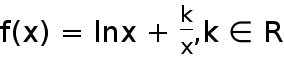 f(x) = lnx + k/x, k ∈ R